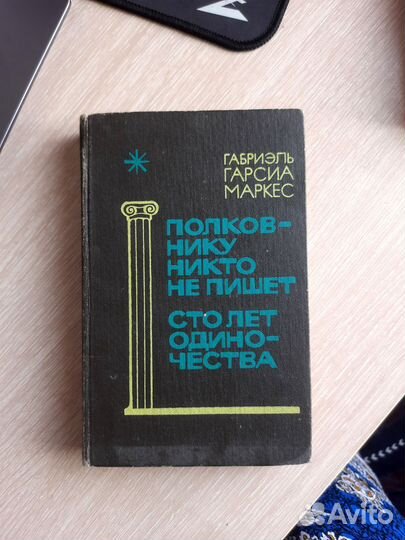 ГАБРИЭЛЬ
ГАРСИА
МАРКЕС
ПОЛКОВ-
НИКУ
НИКТО
НЕ ПИШЕТ
СТО ЛЕТ
ОДИНО-
ЧЕСТВА
Avito